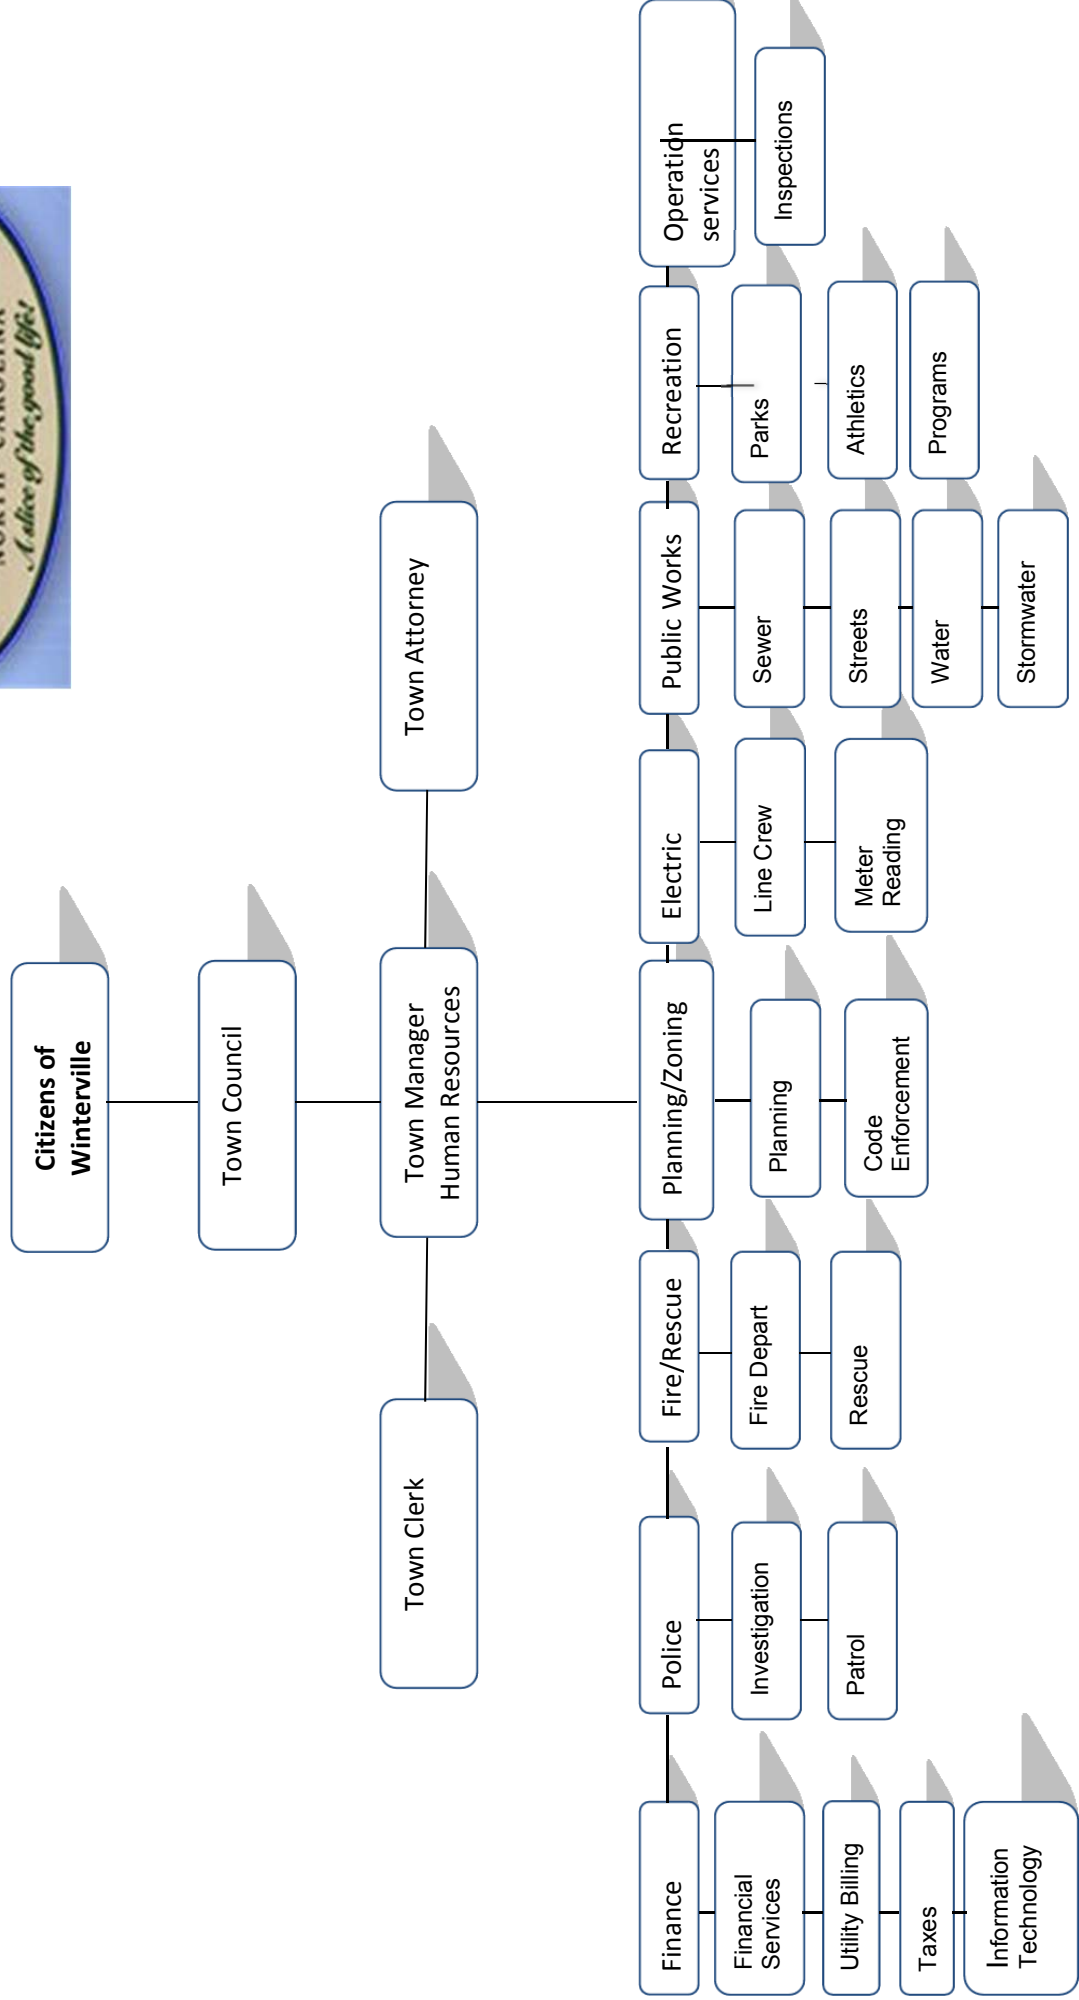 A slice of the good life!
Citizens of
Winterville
Town Council
Town Clerk
Town Manager
Human Resources
Town Attorney
Finance
Police
Fire/Rescue
Planning/Zoning
Electric
Public Works
Recreation
Operation
services
Financial
Services
Utility Billing
Taxes
Information
Technology
Investigation
Patrol
Fire Depart
Rescue
Planning
Code
Enforcement
Line Crew
Meter
Reading
Sewer
Streets
Water
Stormwater
Parks
Athletics
Programs
Inspections